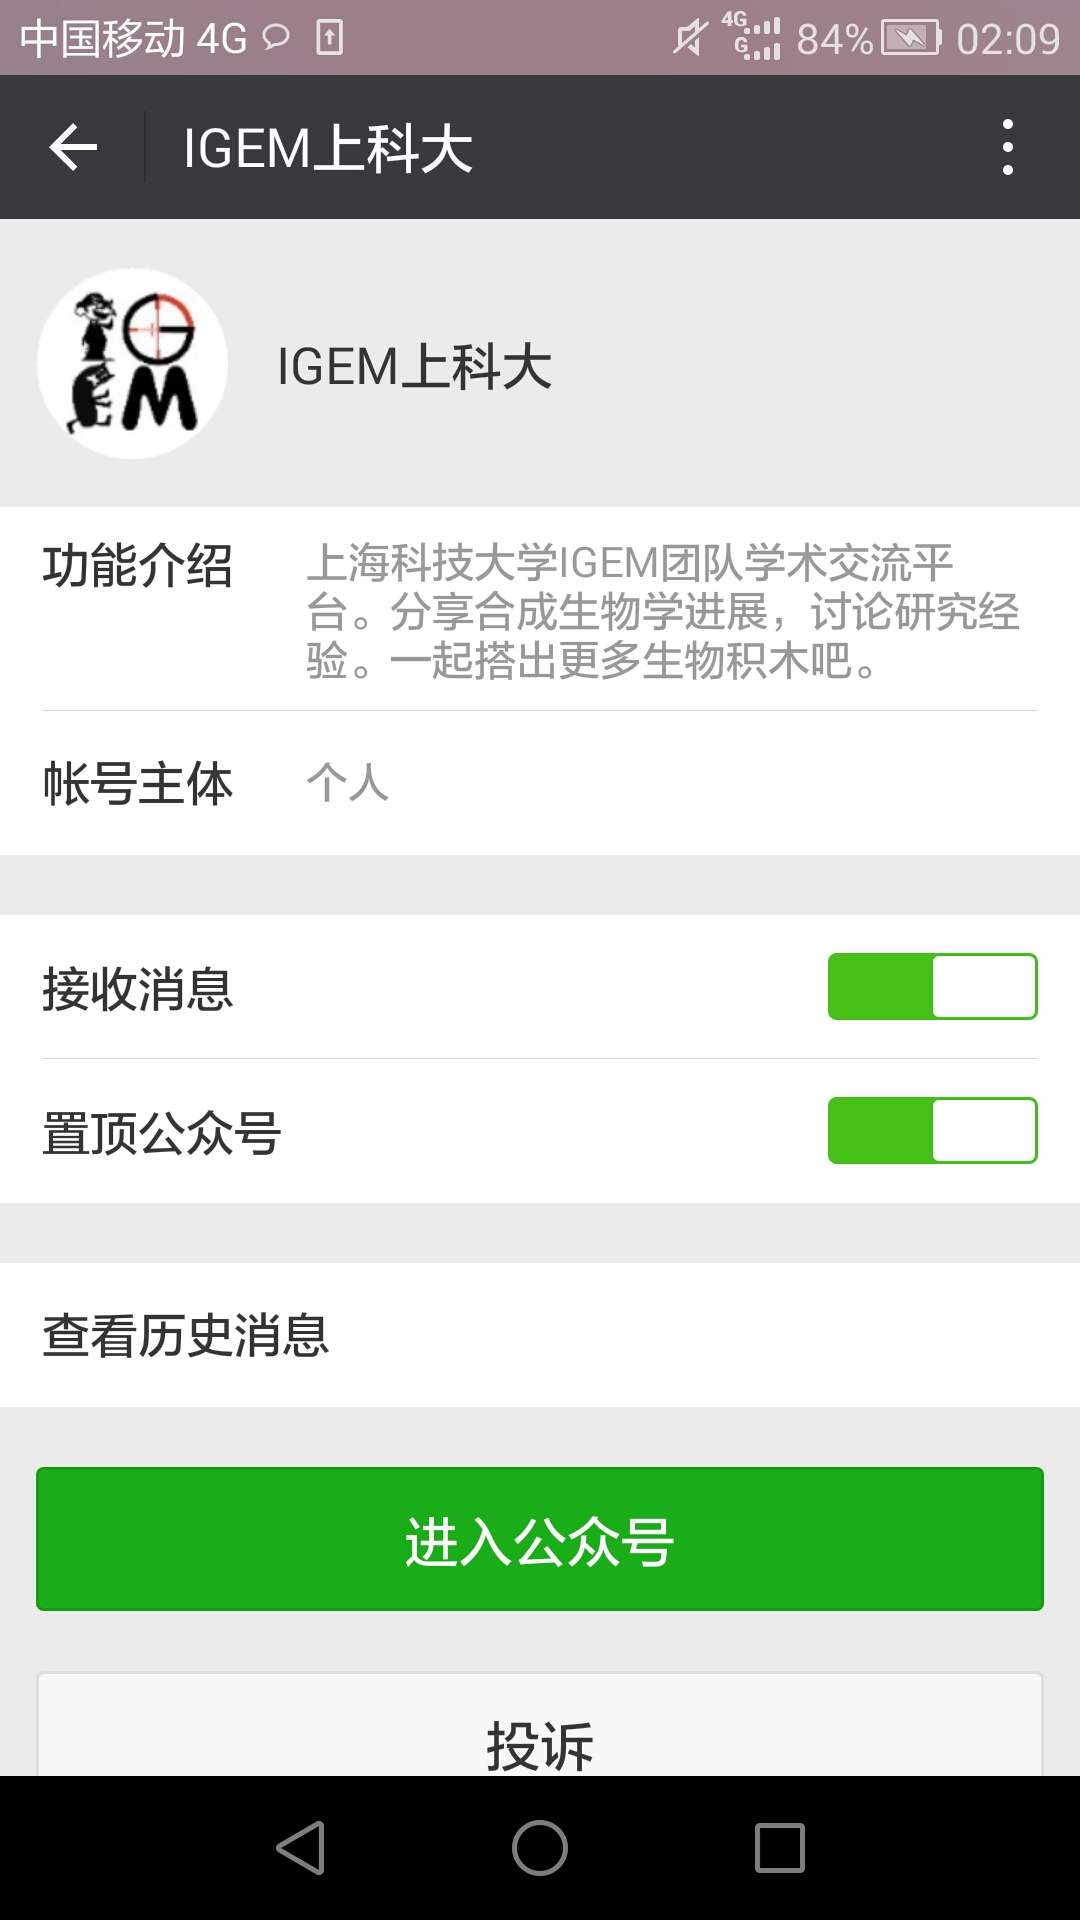 中国移动 4G 4G G 84% 02:09
IGEM上科大
IGEM
IGEM上科大
功能介绍 上海科技大学IGEM团队学术交流平
台。分享合成生物学进展，讨论研究经
验。一起搭出更多生物积木吧。
帐号主体 个人
接收消息
置顶公众号
查看历史消息
进入公众号
投诉